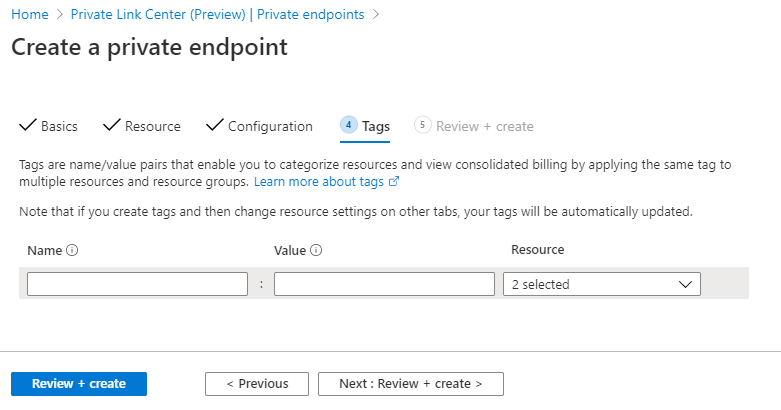 Home > Private Link Center (Preview) | Private endpoints >
Create a private endpoint
Basics Resource Configuration 4 Tags 5 Review + create
Tags are name/value pairs that enable you to categorize resources and view consolidated billing by applying the same tag to
multiple resources and resource groups. Learn more about tags
Note that if you create tags and then change resource settings on other tabs, your tags will be automatically updated.
Name Value Resource
: 2 selected
Review + create < Previous Next : Review + create >